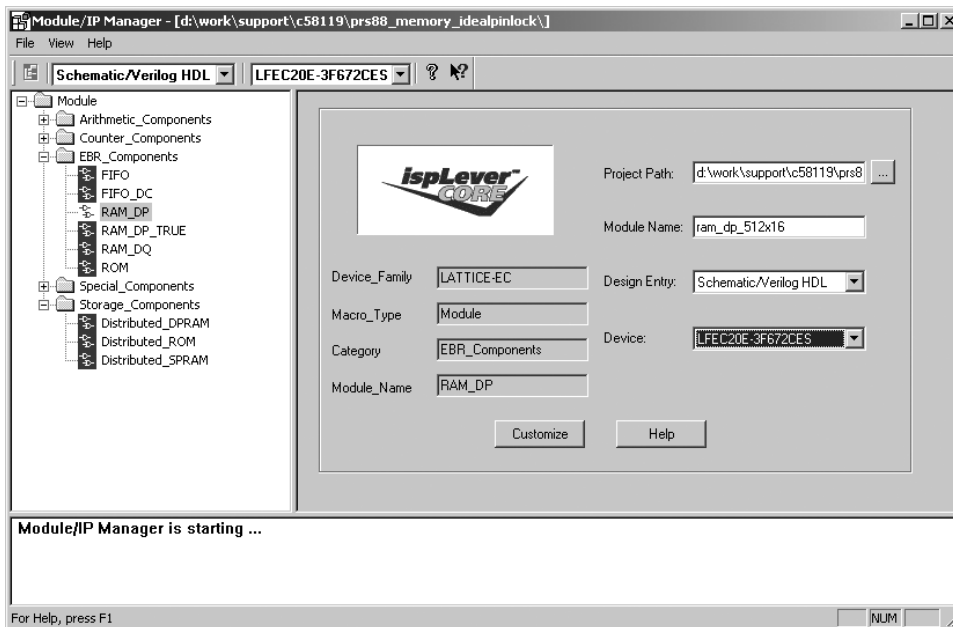 Module/IP Manager - [d:\work\support\c58119\prs88_memory_idealpinlock\]
File View Help
Schematic/Verilog HDL LFEC20E-3F672CES
Module
Arithmetic_Components
Counter_Components
EBR_Components
FIFO
FIFO_DC
RAM_DP
RAM_DP_TRUE
RAM_DQ
ROM
Special_Components
Storage_Components
Distributed_DPRAM
Distributed_ROM
Distributed_SPRAM
ispLever™
CORE
Project Path: d:\work\support\c58119\prs8 ...
Module Name: ram_dp_512x16
Device_Family LATTICE-EC
Design Entry: Schematic/Verilog HDL
Macro_Type Module
Device: LFEC20E-3F672CES
Category EBR_Components
Module_Name RAM_DP
Customize Help
Module/IP Manager is starting ...
For Help, press F1 NUM